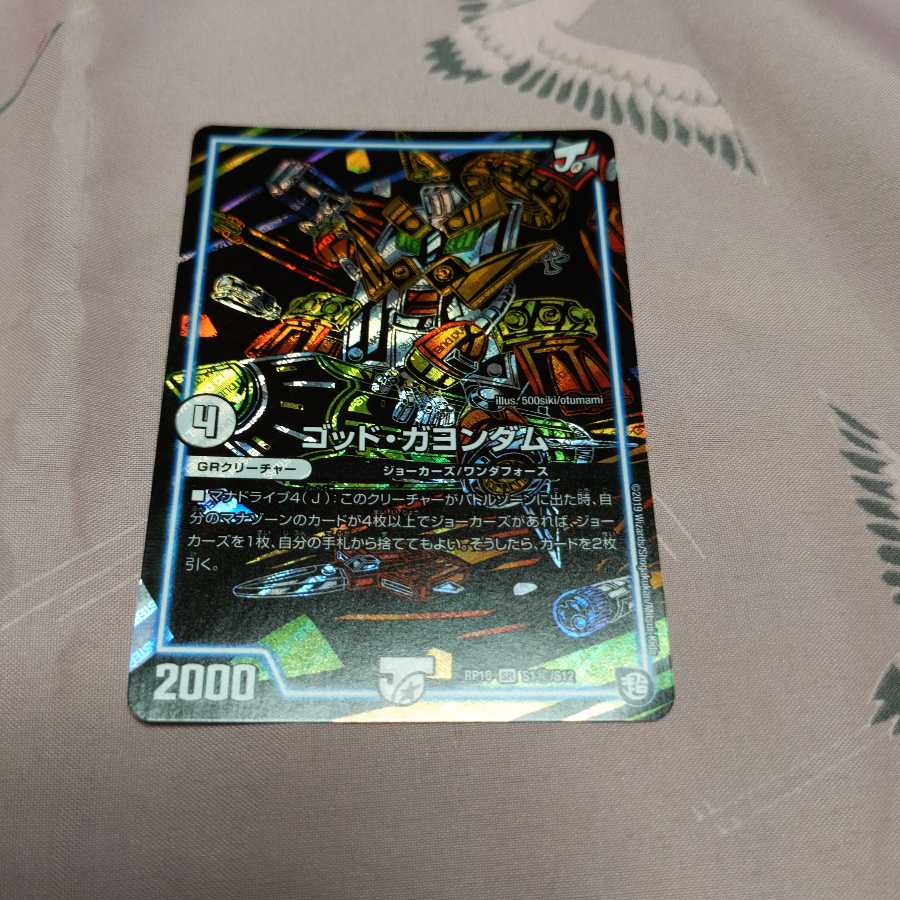 J
illus. 500siki/otumami
4
ゴッド・ガヨンダム
GRクリーチャー
ジョーカーズ/ワンダフォース
■マナドライブ4(J):このクリーチャーがバトルゾーンに出た時、自
分のマナゾーンのカードが4枚以上でジョーカーズがあれば、ジョー
カーズを1枚、自分の手札から捨ててもよい。そうしたら、カードを2枚
引く。
©2019 Wizards/Shogakukan/
2000
J
RP10 SR /S12